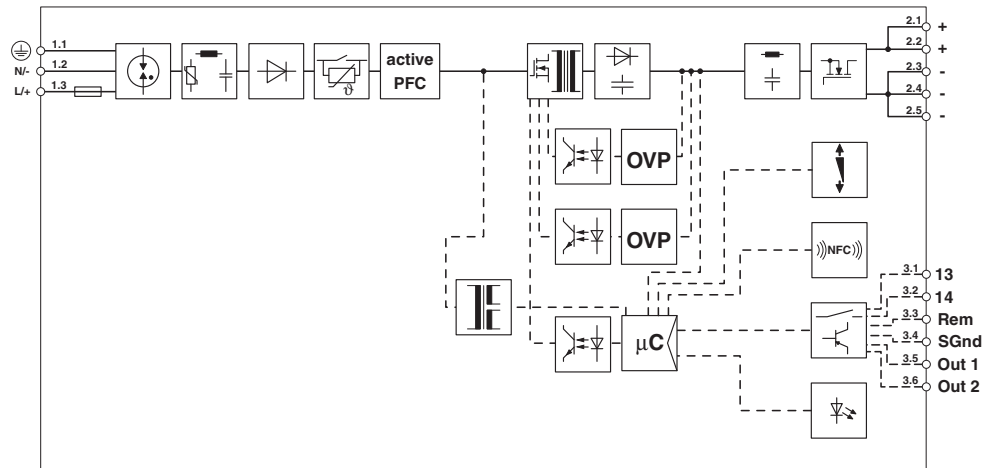 1.1
N/-
1.2
L/+
1.3
ϑ
active
PFC
2.1
+
2.2
+
2.3
-
2.4
-
2.5
-
OVP
OVP
NFC
µC
3.1
13
3.2
14
3.3
Rem
3.4
SGnd
3.5
Out 1
3.6
Out 2